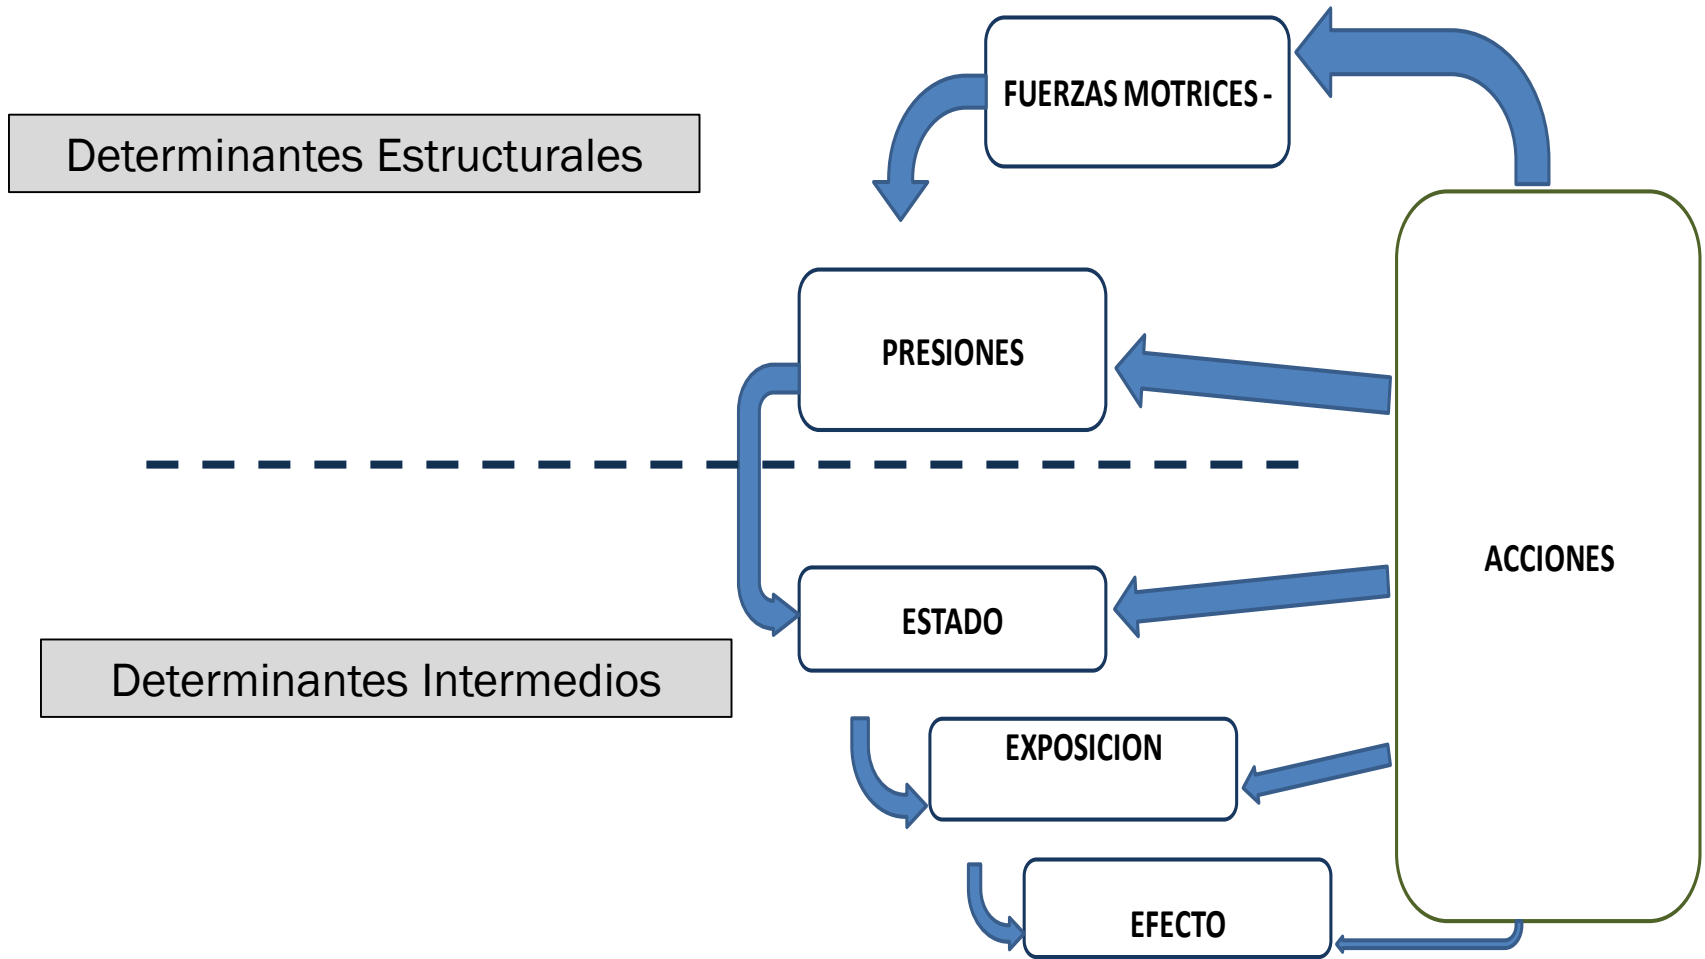 FUERZAS MOTRICES -
Determinantes Estructurales
PRESIONES
ACCIONES
ESTADO
Determinantes Intermedios
EXPOSICION
EFECTO